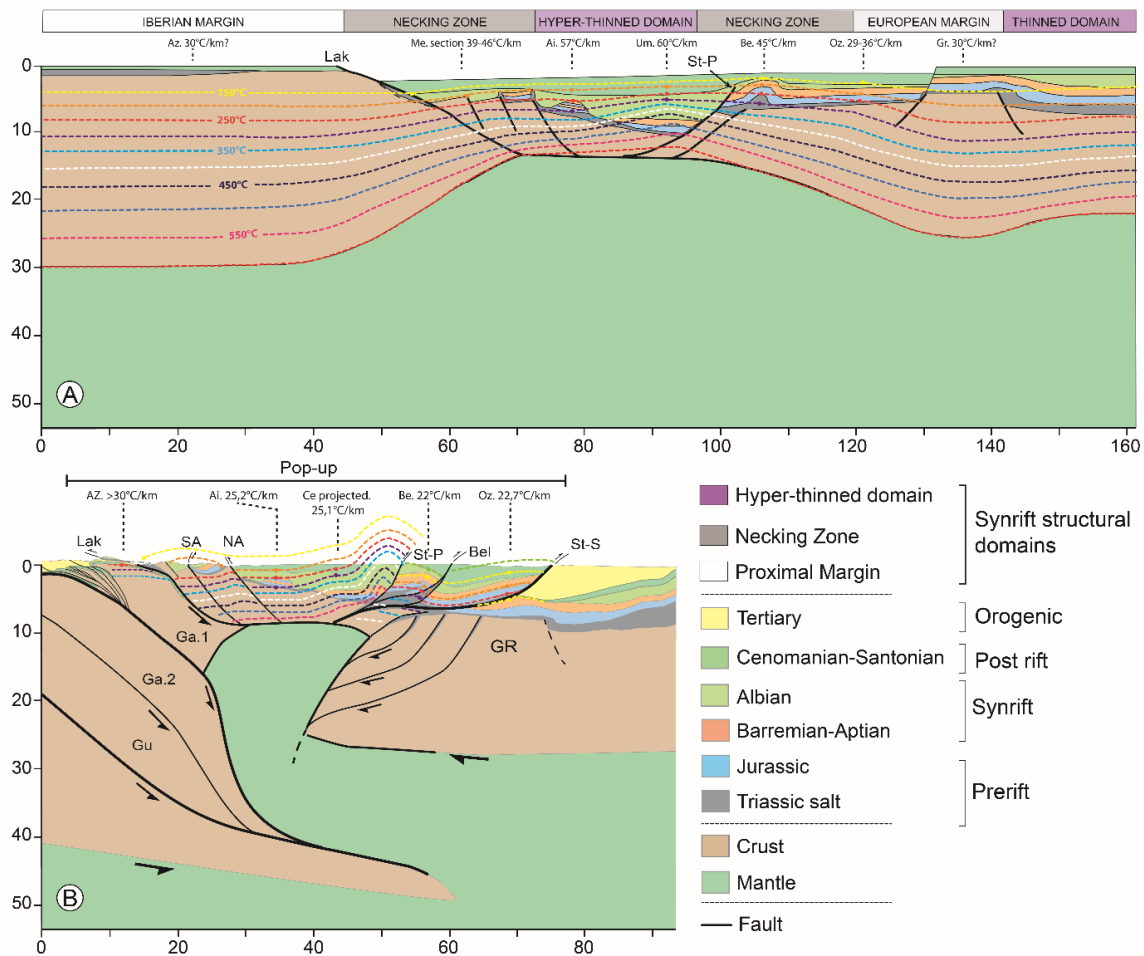 IBERIAN MARGIN NECKING ZONE HYPER-THINNED DOMAIN NECKING ZONE EUROPEAN MARGIN THINNED DOMAIN
Az. 30°C/km? Me. section 39-46°C/km Ai. 57°C/km Um. 60°C/km Be. 45°C/km Oz. 29-36°C/km Gr. 30°C/km?
Lak St-P
0
150°C
250°C
10
350°C
450°C
20
550°C
30
40
50
A
0 20 40 60 80 100 120 140 160
Pop-up
AZ. >30°C/km Ai. 25,2°C/km Ce projected. Be. 22°C/km Oz. 22,7°C/km
25,1°C/km
Lak SA NA St-P Bel St-S
0
10
Ga.1 GR
Ga.2
20
Gu
30
40
50
B
0 20 40 60 80
Hyper-thinned domain
Necking Zone
Proximal Margin
Synrift structural
domains
Tertiary Orogenic
Cenomanian-Santonian Post rift
Albian
Barremian-Aptian
Synrift
Jurassic
Triassic salt
Prerift
Crust
Mantle
Fault